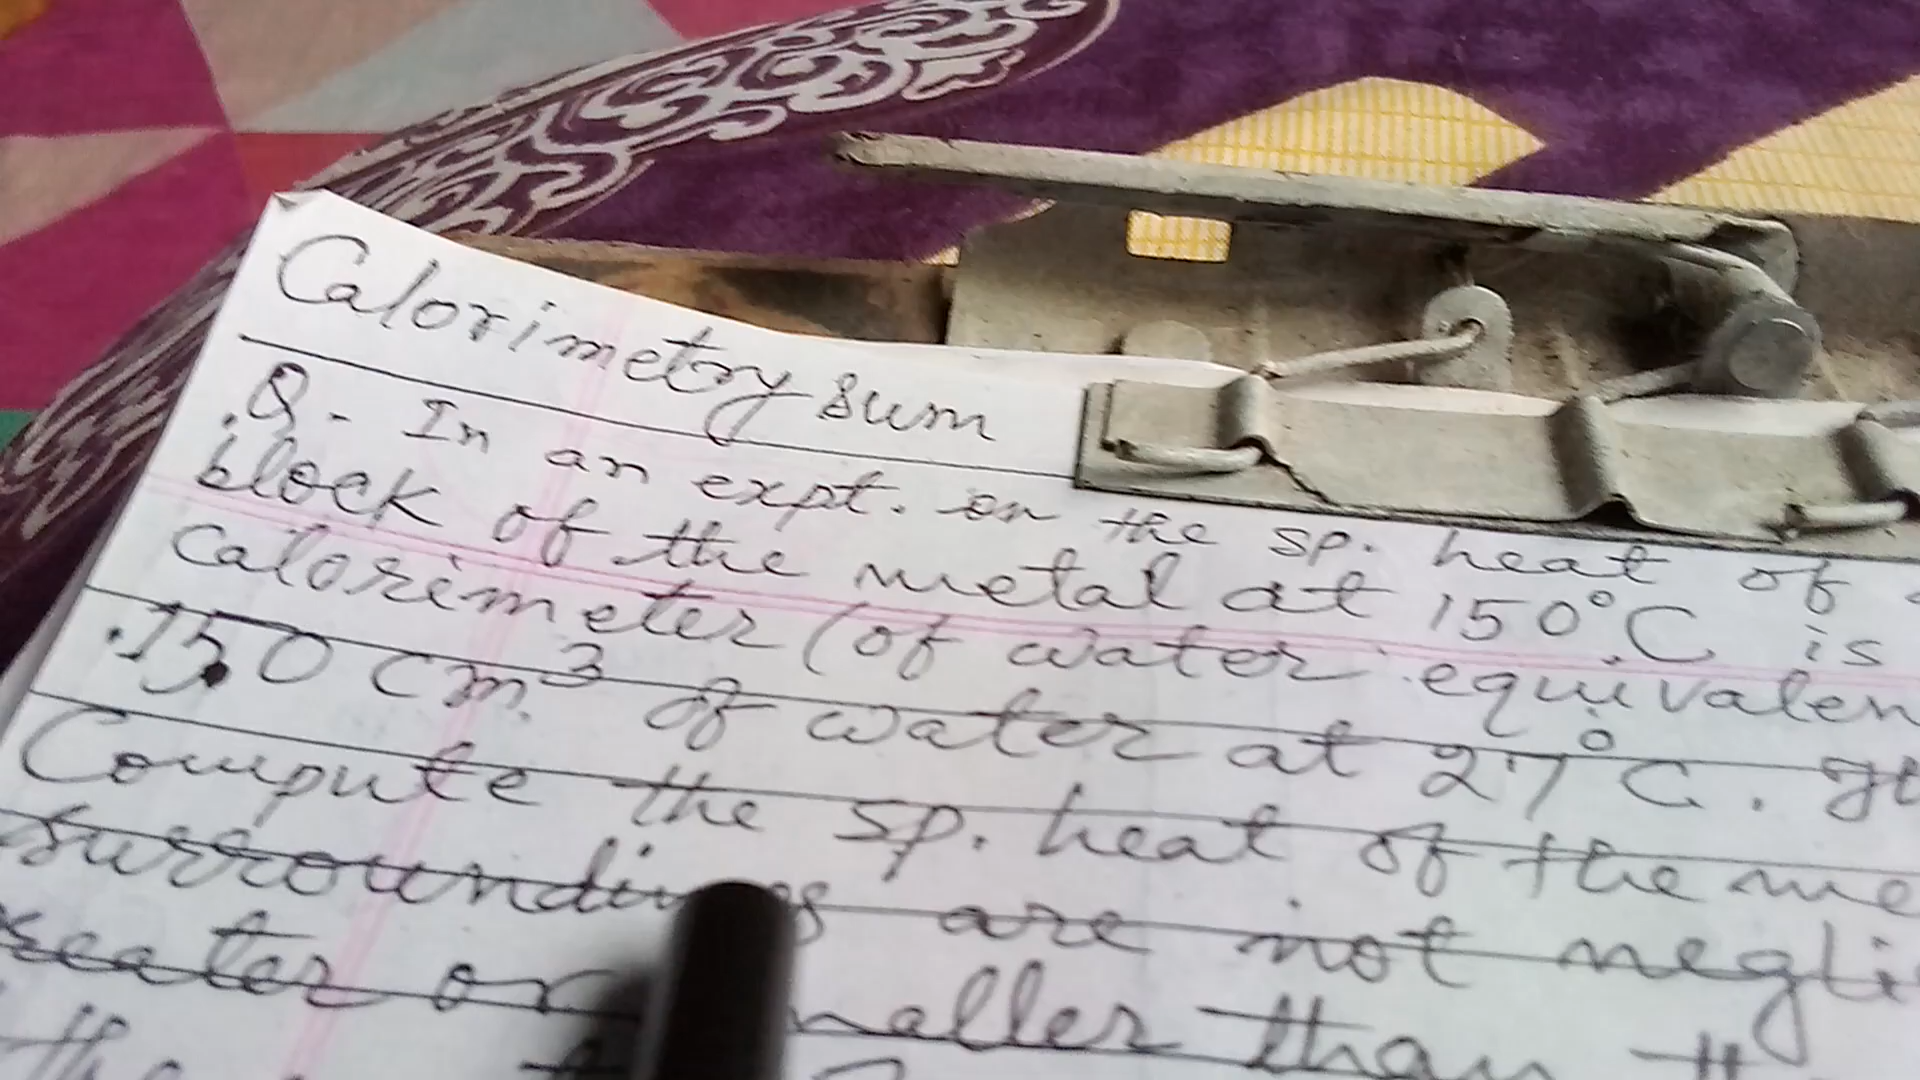 Calorimetry sum
Q. In an expt. on the sp. heat of
block of the metal at 150°C is
calorimeter (of water equivalen
150 cm³ of water at 27°C.
Compute the sp. heat of the me
surroundings are not negli
reater or smaller than
the